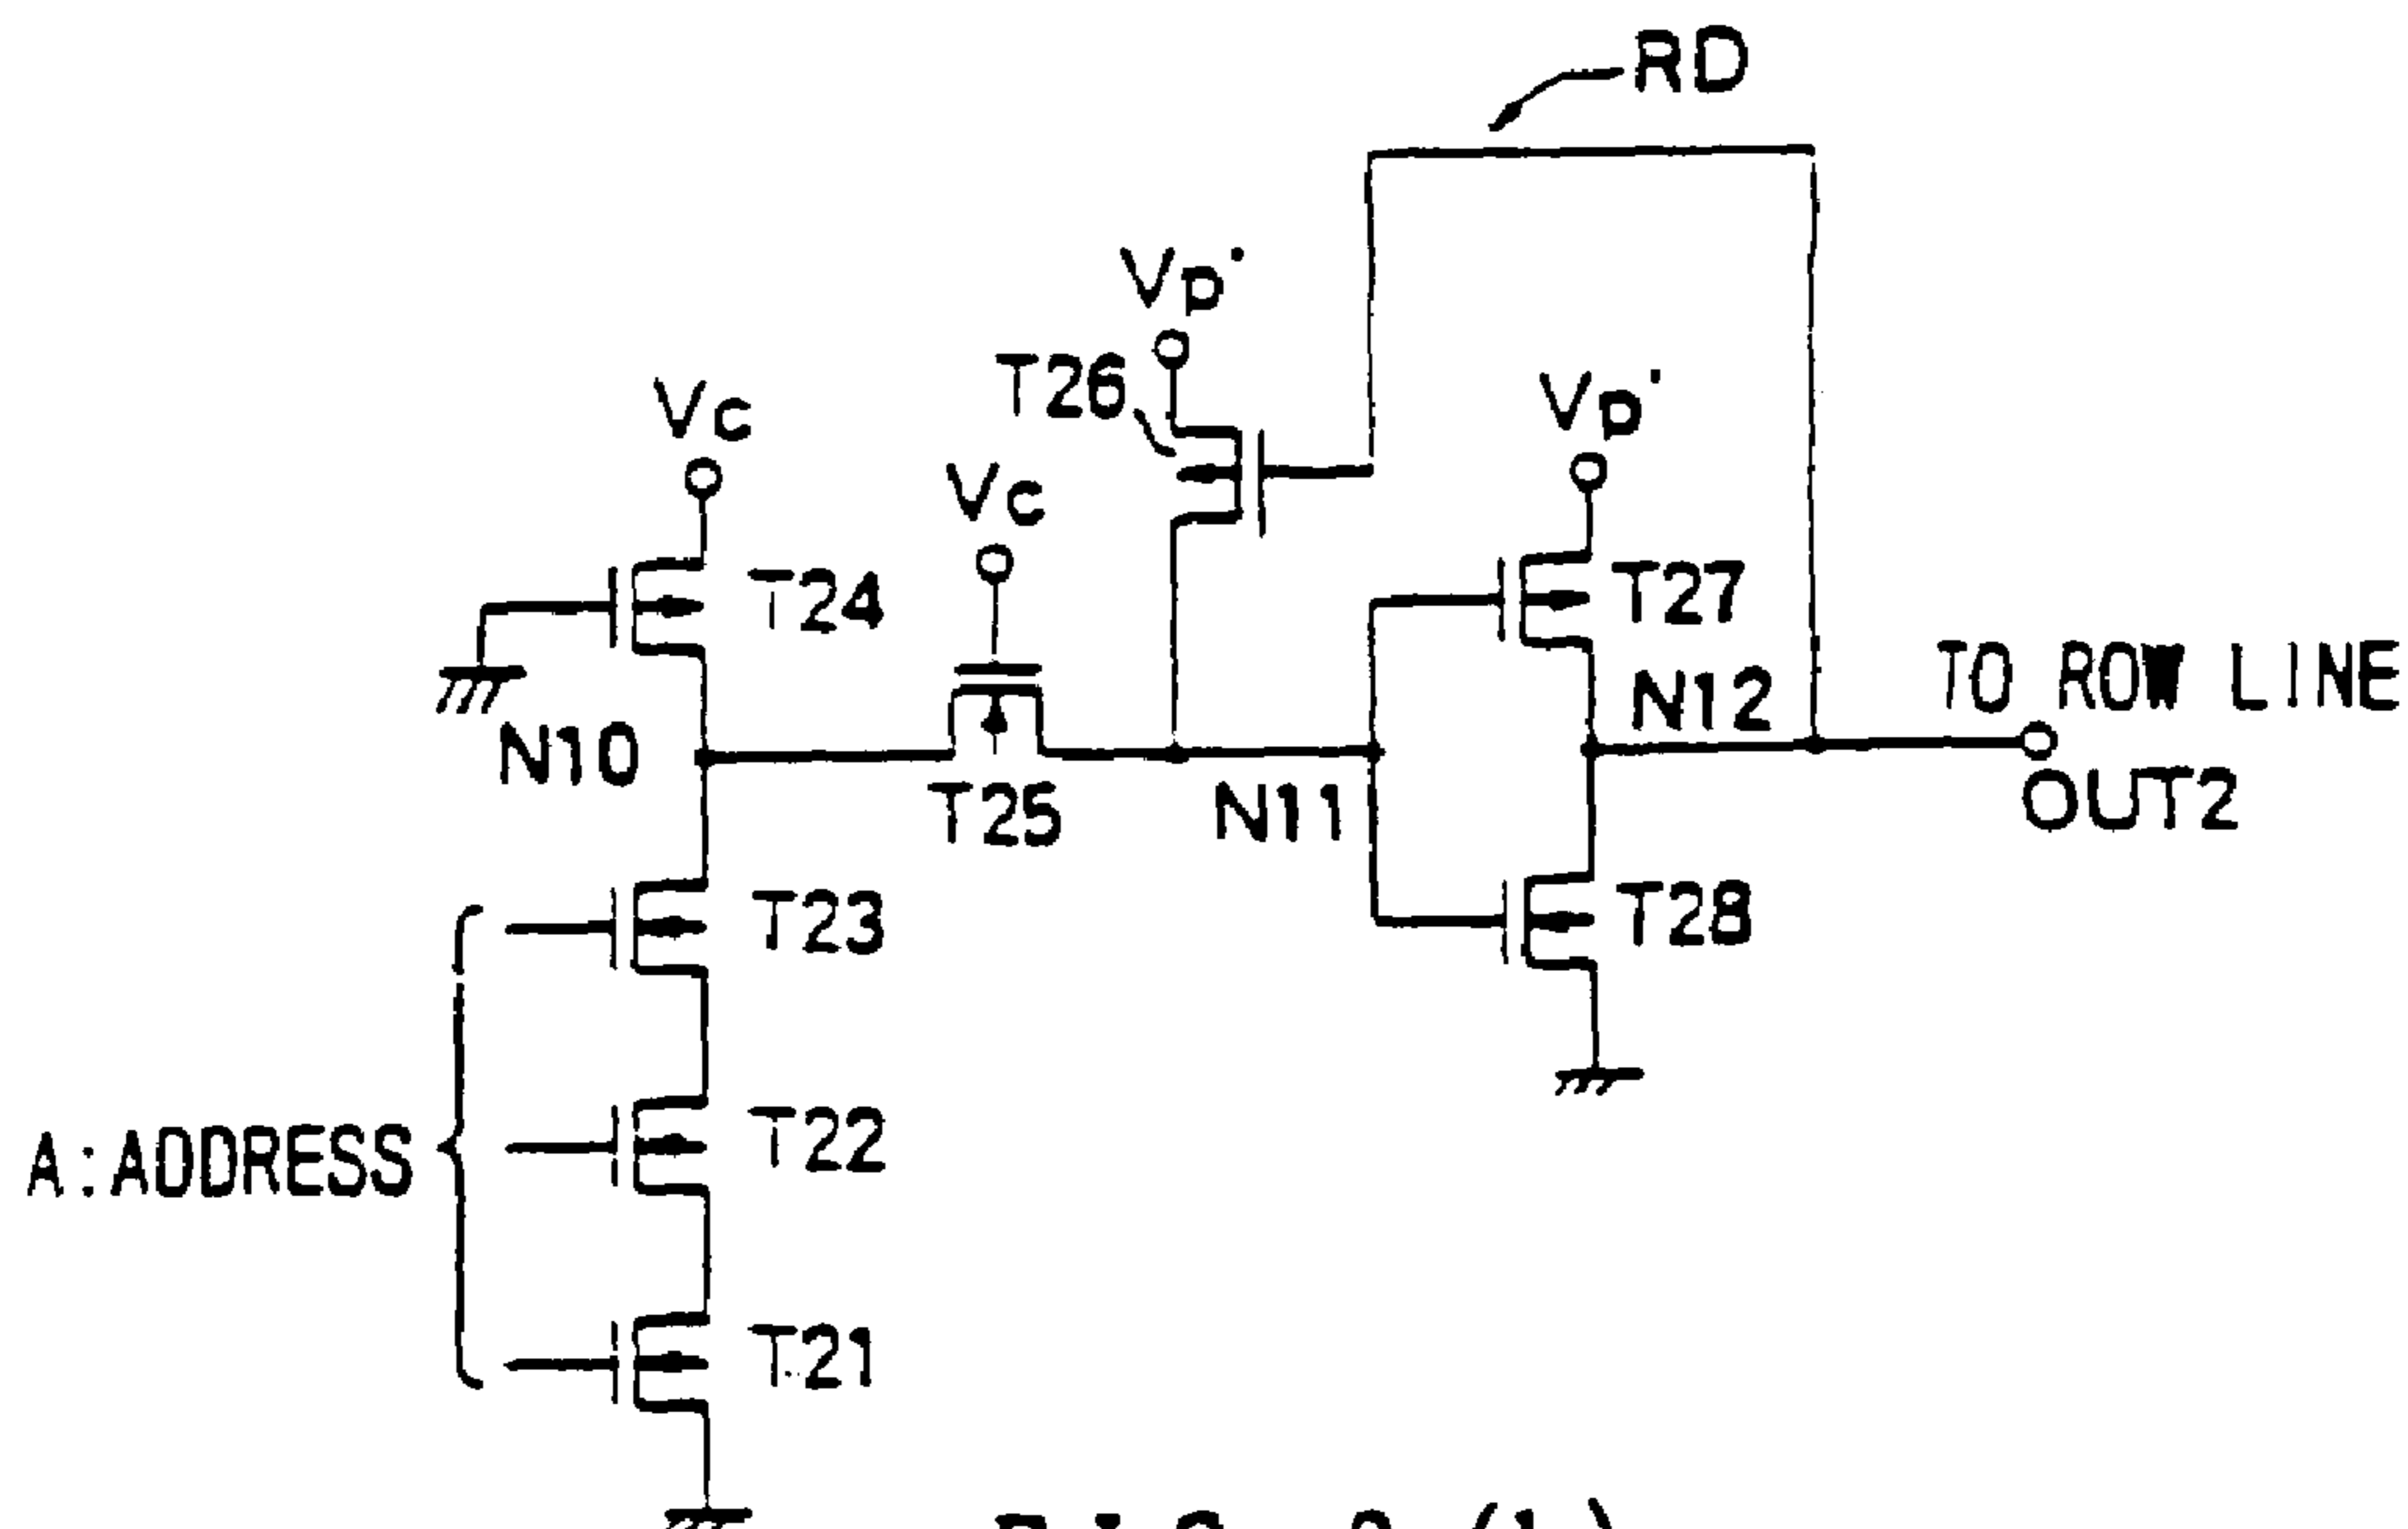 RD
Vp'
T26
Vc
Vc
Vp'
T24
T27
N10
T25
N11
N12
TO ROW LINE
OUT2
T23
T28
A:ADDRESS
T22
T21